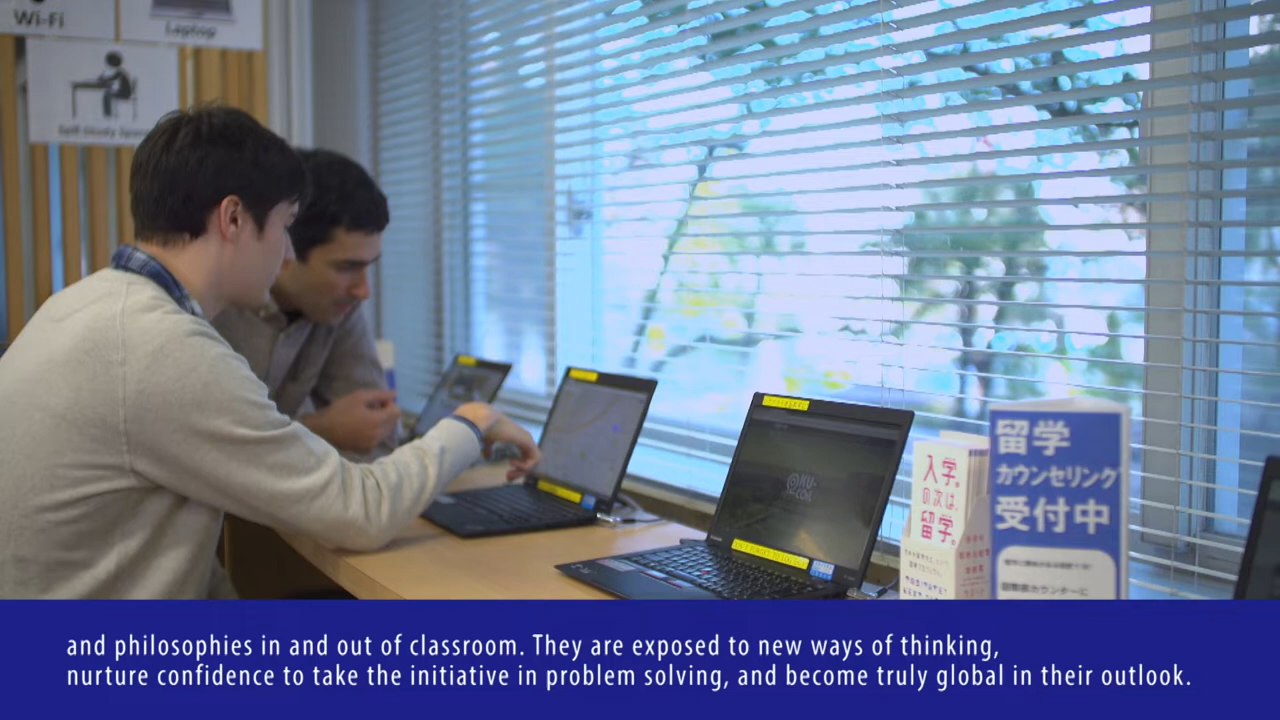 Wi-Fi
Laptop
Self-Study Space
KU-
COIL
入学。
の次は、
留学。
留学
カウンセリング
受付中
and philosophies in and out of classroom. They are exposed to new ways of thinking,
nurture confidence to take the initiative in problem solving, and become truly global in their outlook.